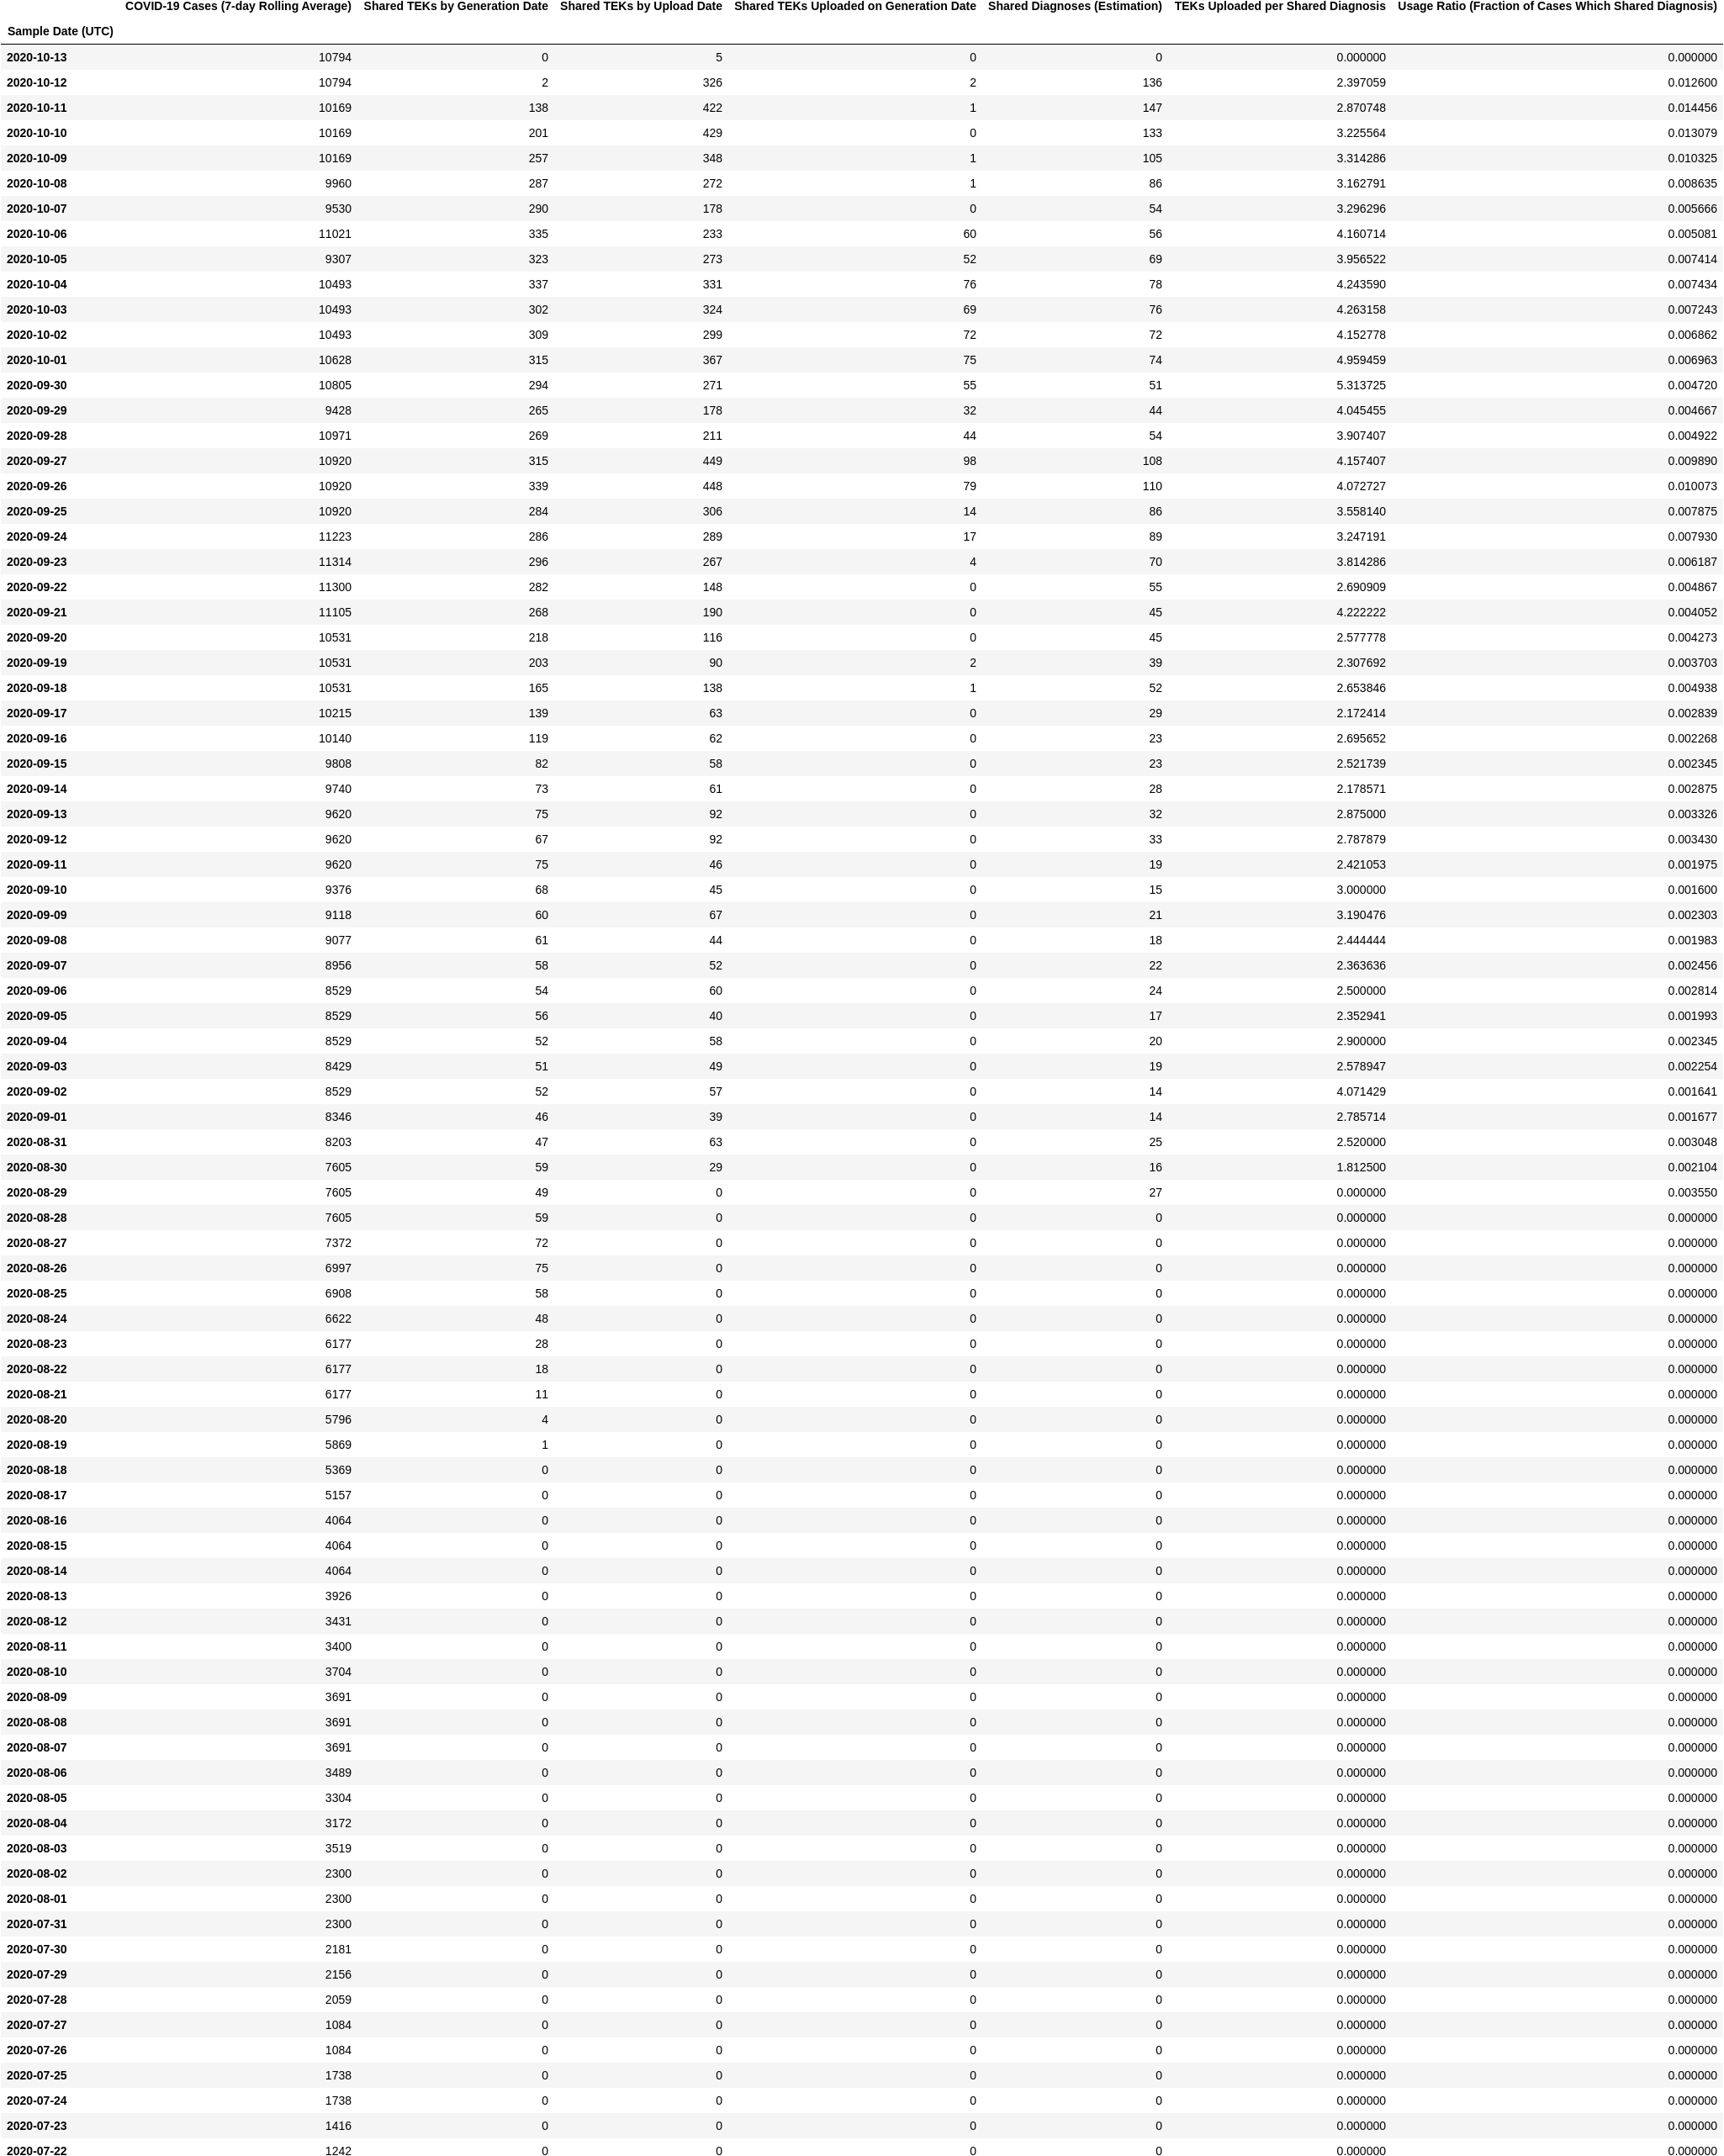 COVID-19 Cases (7-day Rolling Average) Shared TEKs by Generation Date Shared TEKs by Upload Date Shared TEKs Uploaded on Generation Date Shared Diagnoses (Estimation) TEKs Uploaded per Shared Diagnosis Usage Ratio (Fraction of Cases Which Shared Diagnosis)
Sample Date (UTC)
2020-10-13 10794 0 5 0 0 0.000000 0.000000
2020-10-12 10794 2 326 2 136 2.397059 0.012600
2020-10-11 10169 138 422 1 147 2.870748 0.014456
2020-10-10 10169 201 429 0 133 3.225564 0.013079
2020-10-09 10169 257 348 1 105 3.314286 0.010325
2020-10-08 9960 287 272 1 86 3.162791 0.008635
2020-10-07 9530 290 178 0 54 3.296296 0.005666
2020-10-06 11021 335 233 60 56 4.160714 0.005081
2020-10-05 9307 323 273 52 69 3.956522 0.007414
2020-10-04 10493 337 331 76 78 4.243590 0.007434
2020-10-03 10493 302 324 69 76 4.263158 0.007243
2020-10-02 10493 309 299 72 72 4.152778 0.006862
2020-10-01 10628 315 367 75 74 4.959459 0.006963
2020-09-30 10805 294 271 55 51 5.313725 0.004720
2020-09-29 9428 265 178 32 44 4.045455 0.004667
2020-09-28 10971 269 211 44 54 3.907407 0.004922
2020-09-27 10920 315 449 98 108 4.157407 0.009890
2020-09-26 10920 339 448 79 110 4.072727 0.010073
2020-09-25 10920 284 306 14 86 3.558140 0.007875
2020-09-24 11223 286 289 17 89 3.247191 0.007930
2020-09-23 11314 296 267 4 70 3.814286 0.006187
2020-09-22 11300 282 148 0 55 2.690909 0.004867
2020-09-21 11105 268 190 0 45 4.222222 0.004052
2020-09-20 10531 218 116 0 45 2.577778 0.004273
2020-09-19 10531 203 90 2 39 2.307692 0.003703
2020-09-18 10531 165 138 1 52 2.653846 0.004938
2020-09-17 10215 139 63 0 29 2.172414 0.002839
2020-09-16 10140 119 62 0 23 2.695652 0.002268
2020-09-15 9808 82 58 0 23 2.521739 0.002345
2020-09-14 9740 73 61 0 28 2.178571 0.002875
2020-09-13 9620 75 92 0 32 2.875000 0.003326
2020-09-12 9620 67 92 0 33 2.787879 0.003430
2020-09-11 9620 75 46 0 19 2.421053 0.001975
2020-09-10 9376 68 45 0 15 3.000000 0.001600
2020-09-09 9118 60 67 0 21 3.190476 0.002303
2020-09-08 9077 61 44 0 18 2.444444 0.001983
2020-09-07 8956 58 52 0 22 2.363636 0.002456
2020-09-06 8529 54 60 0 24 2.500000 0.002814
2020-09-05 8529 56 40 0 17 2.352941 0.001993
2020-09-04 8529 52 58 0 20 2.900000 0.002345
2020-09-03 8429 51 49 0 19 2.578947 0.002254
2020-09-02 8529 52 57 0 14 4.071429 0.001641
2020-09-01 8346 46 39 0 14 2.785714 0.001677
2020-08-31 8203 47 63 0 25 2.520000 0.003048
2020-08-30 7605 59 29 0 16 1.812500 0.002104
2020-08-29 7605 49 0 0 27 0.000000 0.003550
2020-08-28 7605 59 0 0 0 0.000000 0.000000
2020-08-27 7372 72 0 0 0 0.000000 0.000000
2020-08-26 6997 75 0 0 0 0.000000 0.000000
2020-08-25 6908 58 0 0 0 0.000000 0.000000
2020-08-24 6622 48 0 0 0 0.000000 0.000000
2020-08-23 6177 28 0 0 0 0.000000 0.000000
2020-08-22 6177 18 0 0 0 0.000000 0.000000
2020-08-21 6177 11 0 0 0 0.000000 0.000000
2020-08-20 5796 4 0 0 0 0.000000 0.000000
2020-08-19 5869 1 0 0 0 0.000000 0.000000
2020-08-18 5369 0 0 0 0 0.000000 0.000000
2020-08-17 5157 0 0 0 0 0.000000 0.000000
2020-08-16 4064 0 0 0 0 0.000000 0.000000
2020-08-15 4064 0 0 0 0 0.000000 0.000000
2020-08-14 4064 0 0 0 0 0.000000 0.000000
2020-08-13 3926 0 0 0 0 0.000000 0.000000
2020-08-12 3431 0 0 0 0 0.000000 0.000000
2020-08-11 3400 0 0 0 0 0.000000 0.000000
2020-08-10 3704 0 0 0 0 0.000000 0.000000
2020-08-09 3691 0 0 0 0 0.000000 0.000000
2020-08-08 3691 0 0 0 0 0.000000 0.000000
2020-08-07 3691 0 0 0 0 0.000000 0.000000
2020-08-06 3489 0 0 0 0 0.000000 0.000000
2020-08-05 3304 0 0 0 0 0.000000 0.000000
2020-08-04 3172 0 0 0 0 0.000000 0.000000
2020-08-03 3519 0 0 0 0 0.000000 0.000000
2020-08-02 2300 0 0 0 0 0.000000 0.000000
2020-08-01 2300 0 0 0 0 0.000000 0.000000
2020-07-31 2300 0 0 0 0 0.000000 0.000000
2020-07-30 2181 0 0 0 0 0.000000 0.000000
2020-07-29 2156 0 0 0 0 0.000000 0.000000
2020-07-28 2059 0 0 0 0 0.000000 0.000000
2020-07-27 1084 0 0 0 0 0.000000 0.000000
2020-07-26 1084 0 0 0 0 0.000000 0.000000
2020-07-25 1738 0 0 0 0 0.000000 0.000000
2020-07-24 1738 0 0 0 0 0.000000 0.000000
2020-07-23 1416 0 0 0 0 0.000000 0.000000
2020-07-22 1242 0 0 0 0 0.000000 0.000000